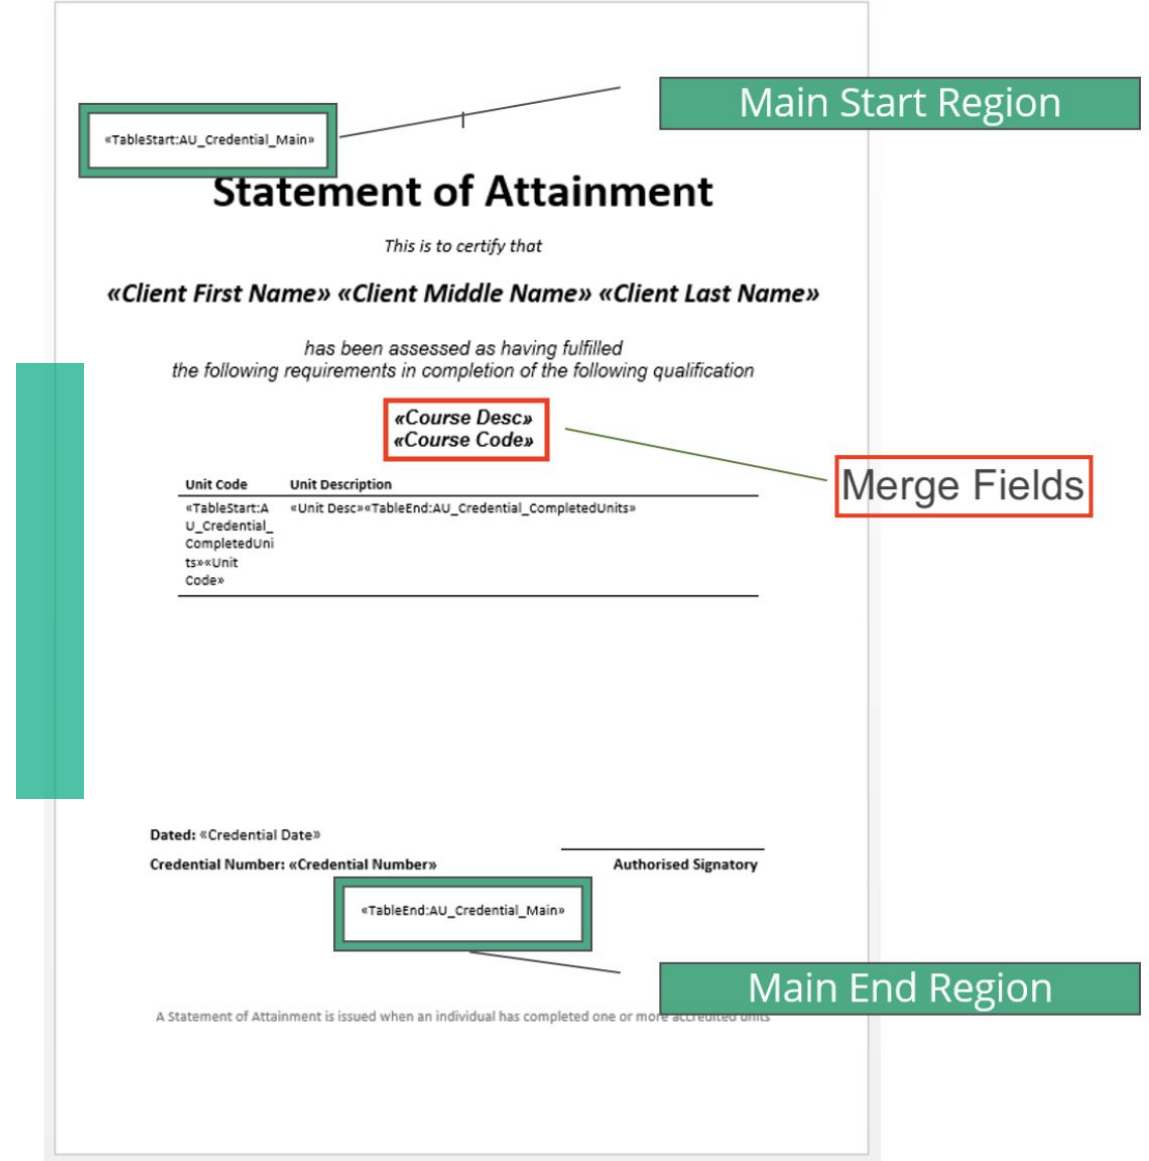 Main Start Region
«TableStart:AU_Credential_Main»
Statement of Attainment
This is to certify that
«Client First Name» «Client Middle Name» «Client Last Name»
has been assessed as having fulfilled
the following requirements in completion of the following qualification
«Course Desc»
«Course Code»
Merge Fields
Unit Code Unit Description
«TableStart:A «Unit Desc»«TableEnd:AU_Credential_CompletedUnits»
U_Credential_
CompletedUni
ts»«Unit
Code»
Dated: «Credential Date»
Credential Number: «Credential Number» Authorised Signatory
«TableEnd:AU_Credential_Main»
Main End Region
A Statement of Attainment is issued when an individual has completed one or more accredited units